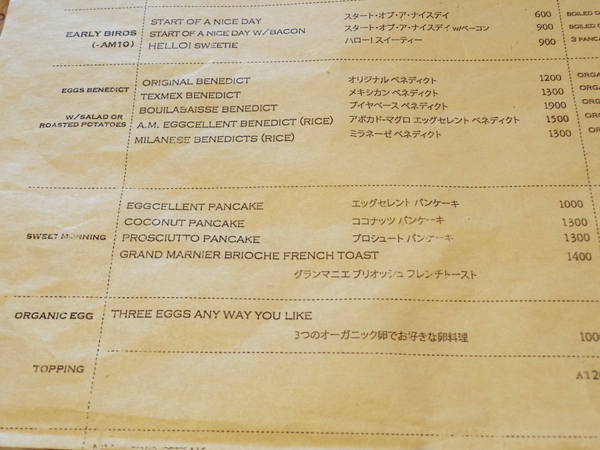 START OF A NICE DAY スタート・オブ・ア・ナイスデイ 600
EARLY BIRDS START OF A NICE DAY W/BACON スタート・オブ・ア・ナイスデイ w/ベーコン 900
(-AM10) HELLO! SWEETIE ハロー！スイーティー 900
EGGS BENEDICT ORIGINAL BENEDICT オリジナル ベネディクト 1200
TEXMEX BENEDICT メキシカン ベネディクト 1300
W/SALAD OR BOUILABAISSE BENEDICT ブイヤベース ベネディクト 1900
ROASTED POTATOES A.M. EGGCELLENT BENEDICT (RICE) アボカド・マグロ エッグセレント ベネディクト 1500
MILANESE BENEDICTS (RICE) ミラネーゼ ベネディクト 1300
EGGCELLENT PANCAKE エッグセレント パンケーキ 1000
COCONUT PANCAKE ココナッツ パンケーキ 1300
SWEET MORNING PROSCIUTTO PANCAKE プロシュート パンケーキ 1300
GRAND MARNIER BRIOCHE FRENCH TOAST 1400
グランマニエ ブリオッシュ フレンチトースト
ORGANIC EGG THREE EGGS ANY WAY YOU LIKE
3つのオーガニック卵でお好きな卵料理
TOPPING